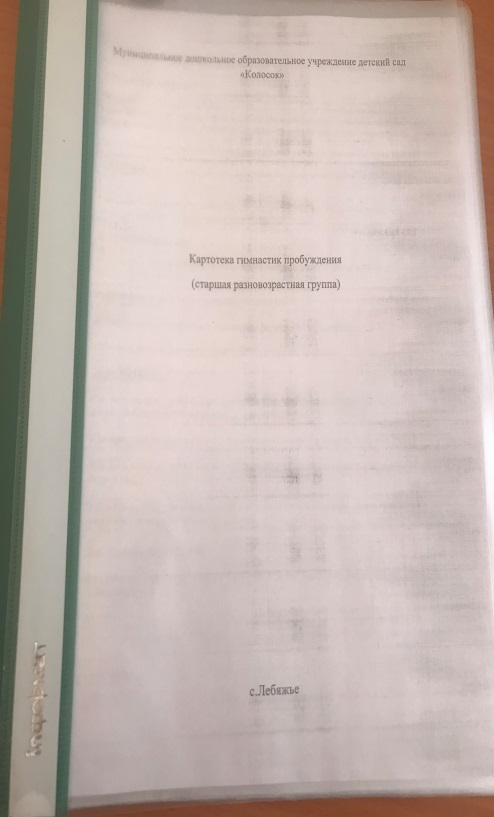 Муниципальное дошкольное образовательное учреждение детский сад
«Колосок»
Картотека гимнастик пробуждения
(старшая разновозрастная группа)
с.Лебяжье